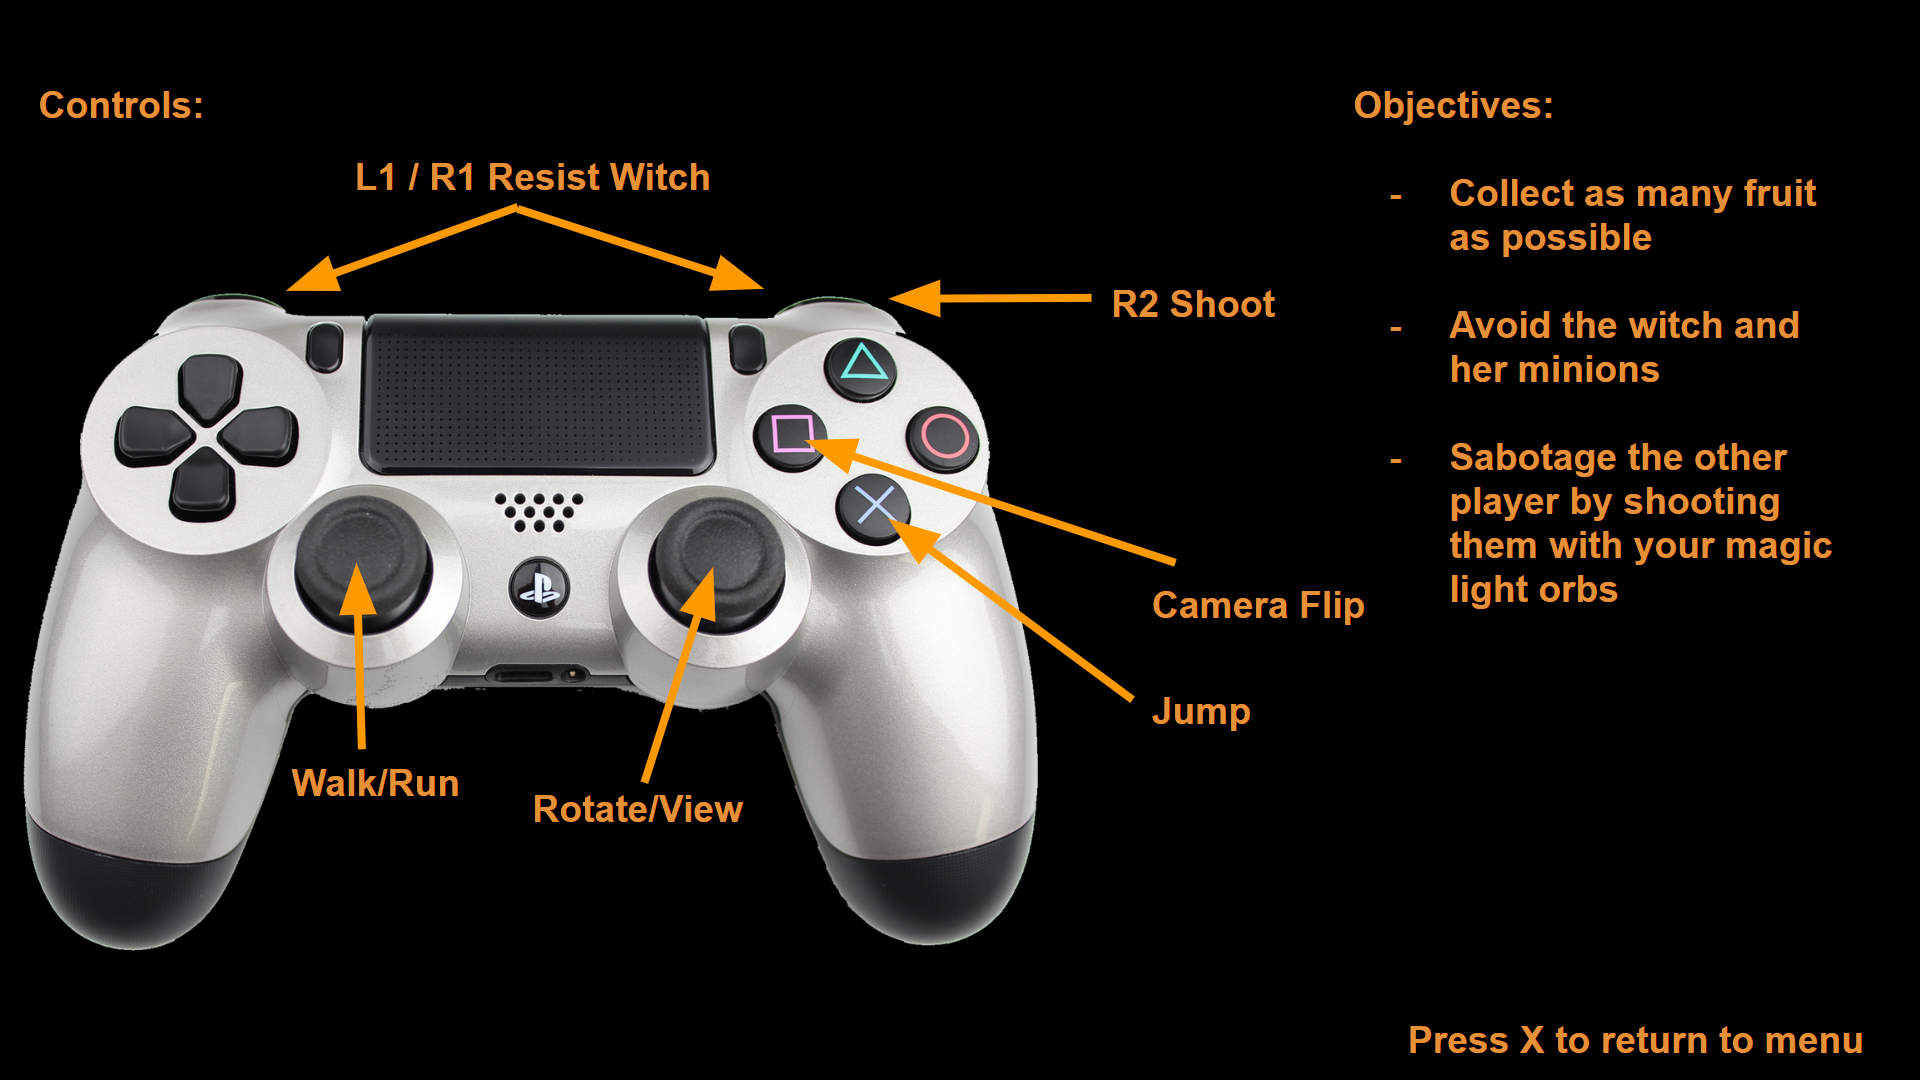 Controls:
L1 / R1 Resist Witch
R2 Shoot
Camera Flip
Jump
Walk/Run
Rotate/View
Objectives:
- Collect as many fruit
as possible
- Avoid the witch and
her minions
- Sabotage the other
player by shooting
them with your magic
light orbs
Press X to return to menu